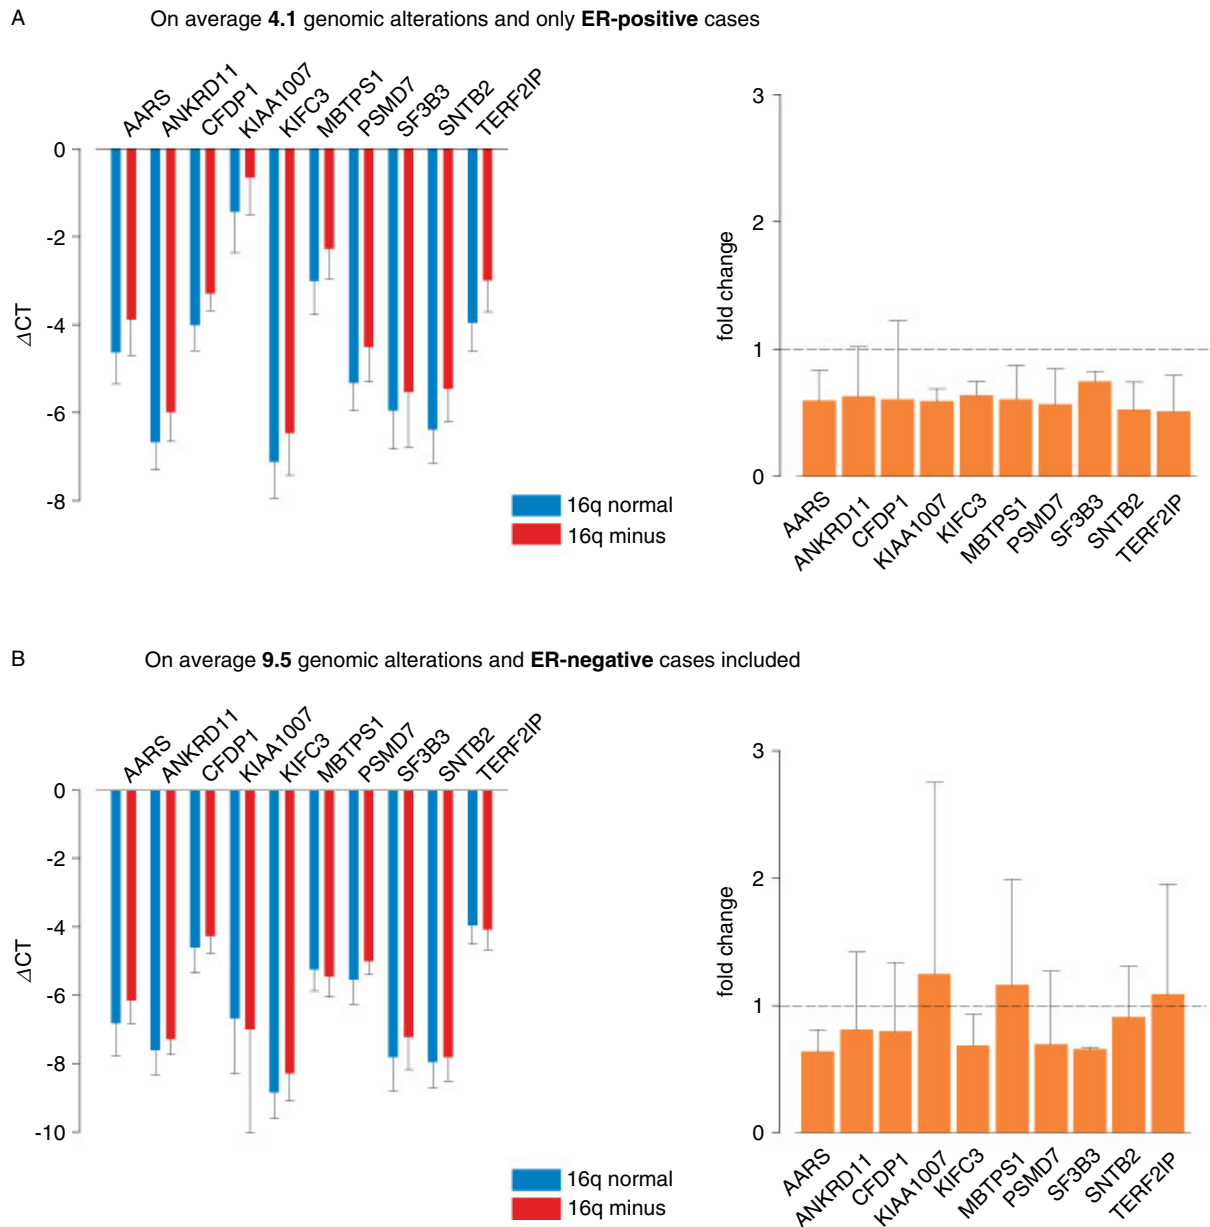 A
On average 4.1 genomic alterations and only ER-positive cases
AARS
ANKRD11
CFDP1
KIAA1007
KIFC3
MBTPS1
PSMD7
SF3B3
SNTB2
TERF2IP
0
-2
-4
-6
-8
ΔCT
16q normal
16q minus
3
2
1
0
fold change
AARS
ANKRD11
CFDP1
KIAA1007
KIFC3
MBTPS1
PSMD7
SF3B3
SNTB2
TERF2IP
B
On average 9.5 genomic alterations and ER-negative cases included
AARS
ANKRD11
CFDP1
KIAA1007
KIFC3
MBTPS1
PSMD7
SF3B3
SNTB2
TERF2IP
0
-2
-4
-6
-8
-10
ΔCT
16q normal
16q minus
3
2
1
0
fold change
AARS
ANKRD11
CFDP1
KIAA1007
KIFC3
MBTPS1
PSMD7
SF3B3
SNTB2
TERF2IP